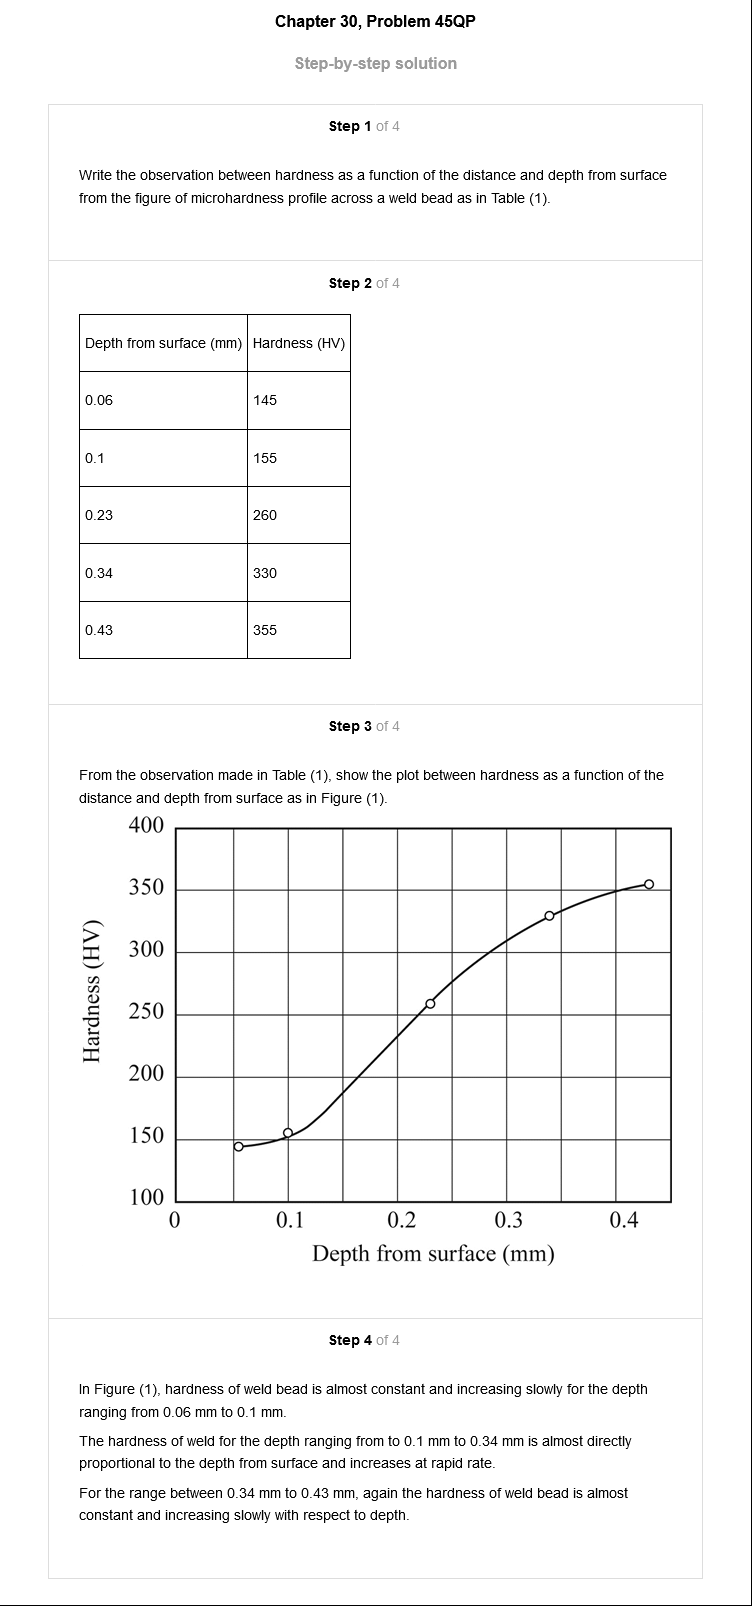 Chapter 30, Problem 45QP
Step-by-step solution
Step 1 of 4
Write the observation between hardness as a function of the distance and depth from surface
from the figure of microhardness profile across a weld bead as in Table (1).
Step 2 of 4
Depth from surface (mm) Hardness (HV)
0.06 145
0.1 155
0.23 260
0.34 330
0.43 355
Step 3 of 4
From the observation made in Table (1), show the plot between hardness as a function of the
distance and depth from surface as in Figure (1).
400
350
300
250
200
150
100
Hardness (HV)
0 0.1 0.2 0.3 0.4
Depth from surface (mm)
Step 4 of 4
In Figure (1), hardness of weld bead is almost constant and increasing slowly for the depth
ranging from 0.06 mm to 0.1 mm.
The hardness of weld for the depth ranging from to 0.1 mm to 0.34 mm is almost directly
proportional to the depth from surface and increases at rapid rate.
For the range between 0.34 mm to 0.43 mm, again the hardness of weld bead is almost
constant and increasing slowly with respect to depth.